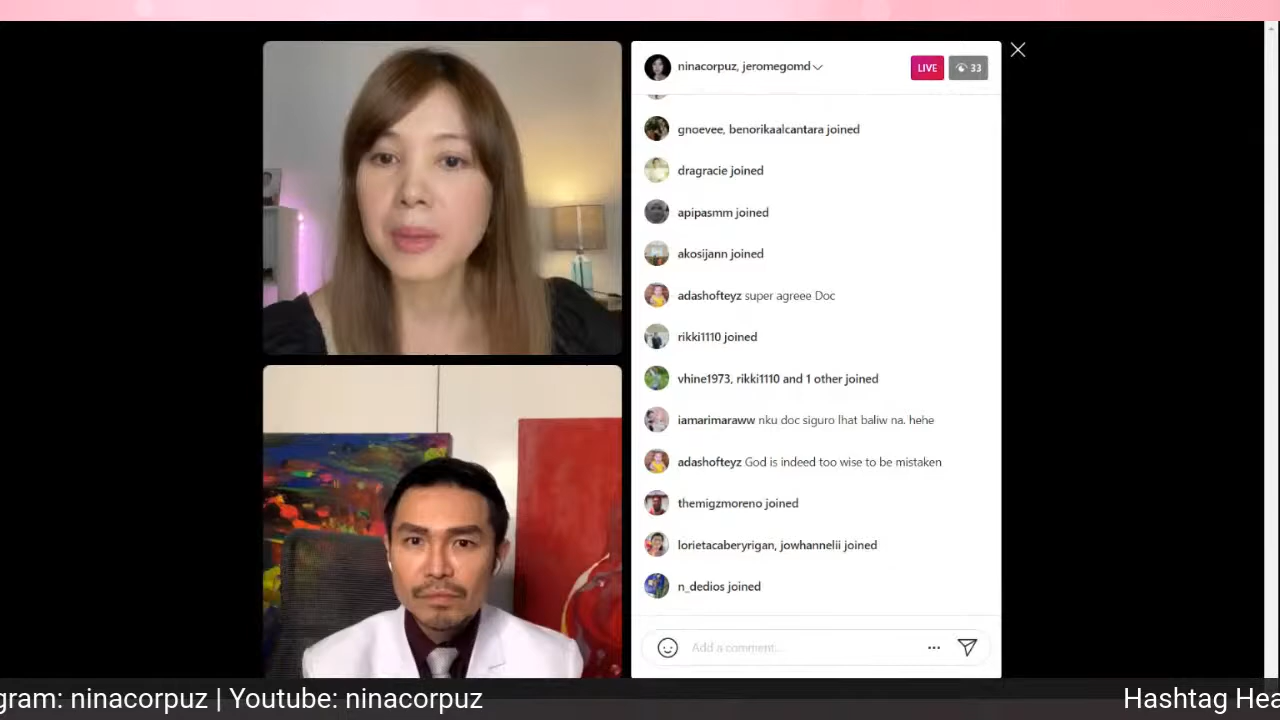 ninacorpuz, jeromegomd
LIVE
33
gnoevee, benorikaalcantara joined
dragracie joined
apipasmm joined
akosijann joined
adashofteyz super agreee Doc
rikki1110 joined
vhine1973, rikki1110 and 1 other joined
iamarimaraww nku doc siguro lhat baliw na. hehe
adashofteyz God is indeed too wise to be mistaken
themigzmoreno joined
lorietacaberyrigan, jowhannelii joined
n_dedios joined
Add a comment...
gram: ninacorpuz | Youtube: ninacorpuz
Hashtag Hea